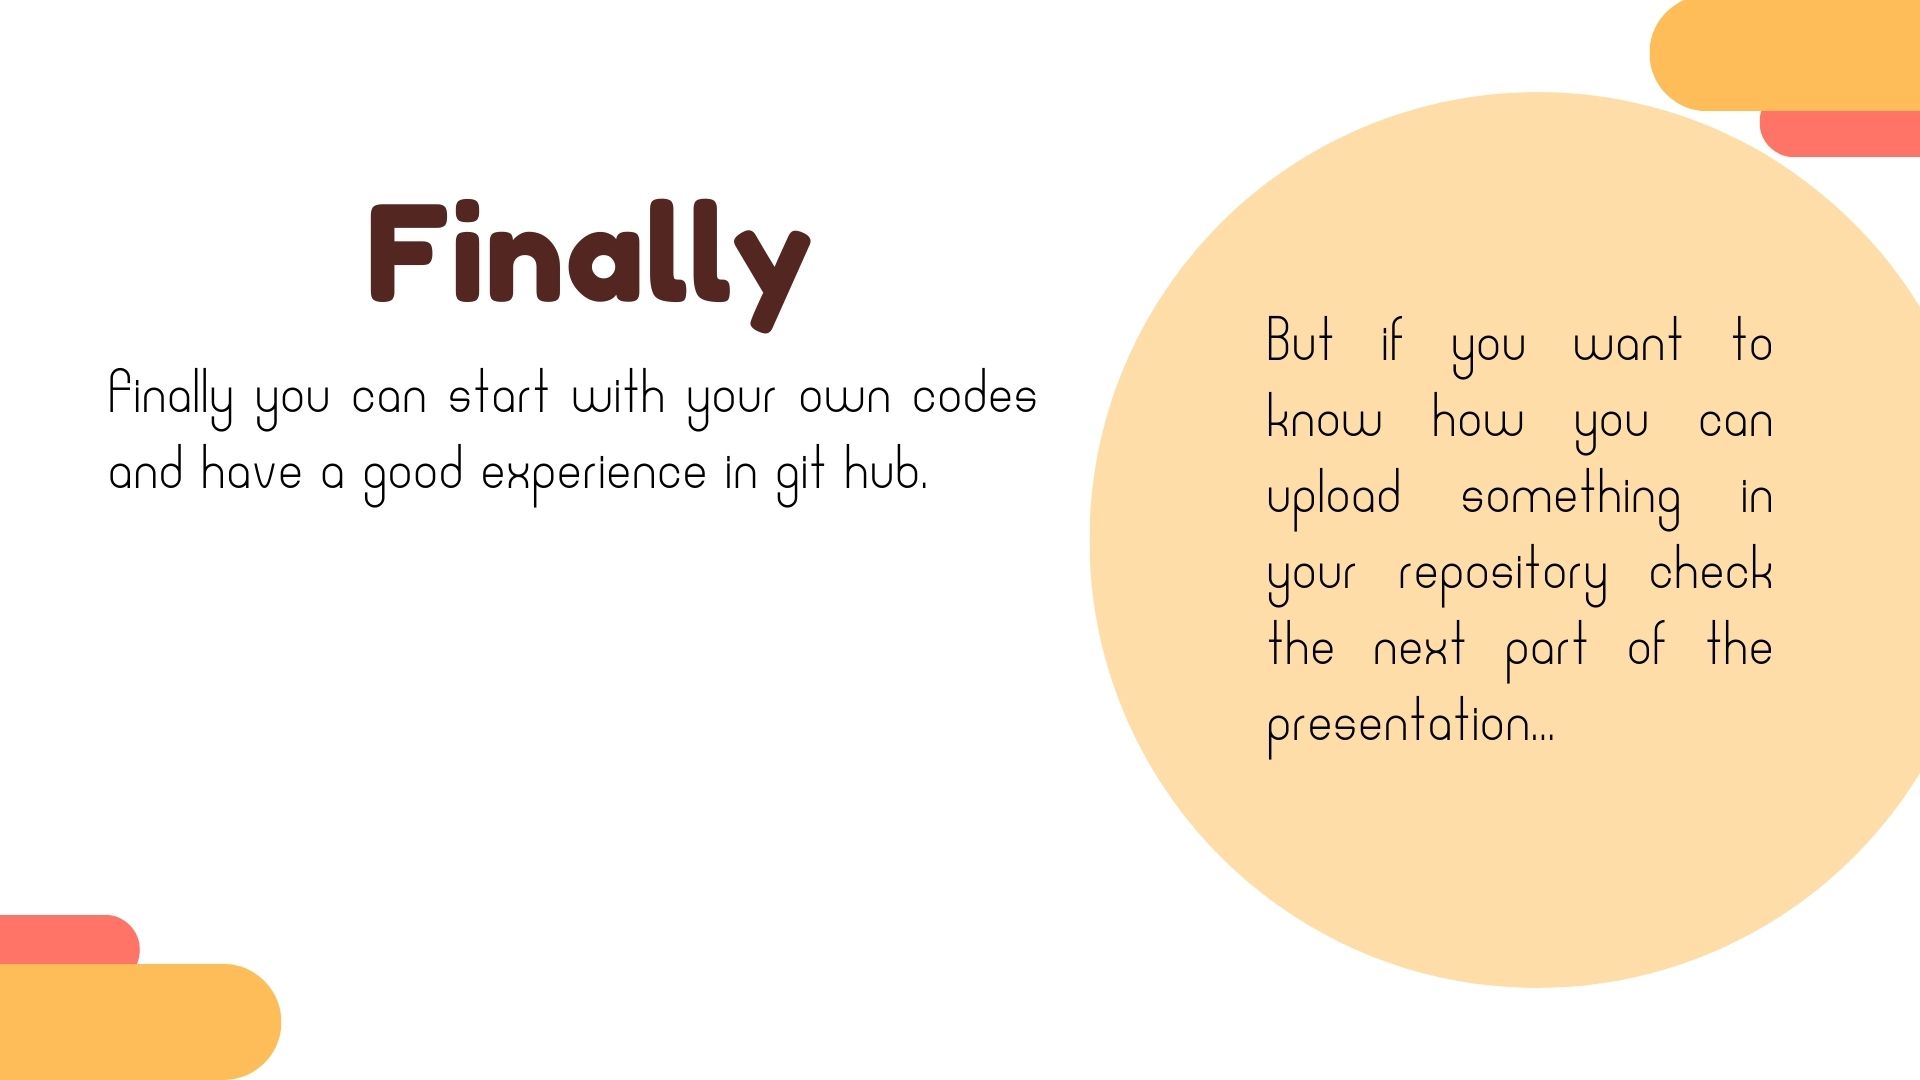 Finally
Finally you can start with your own codes
and have a good experience in git hub.
But if you want to
know how you can
upload something in
your repository check
the next part of the
presentation...